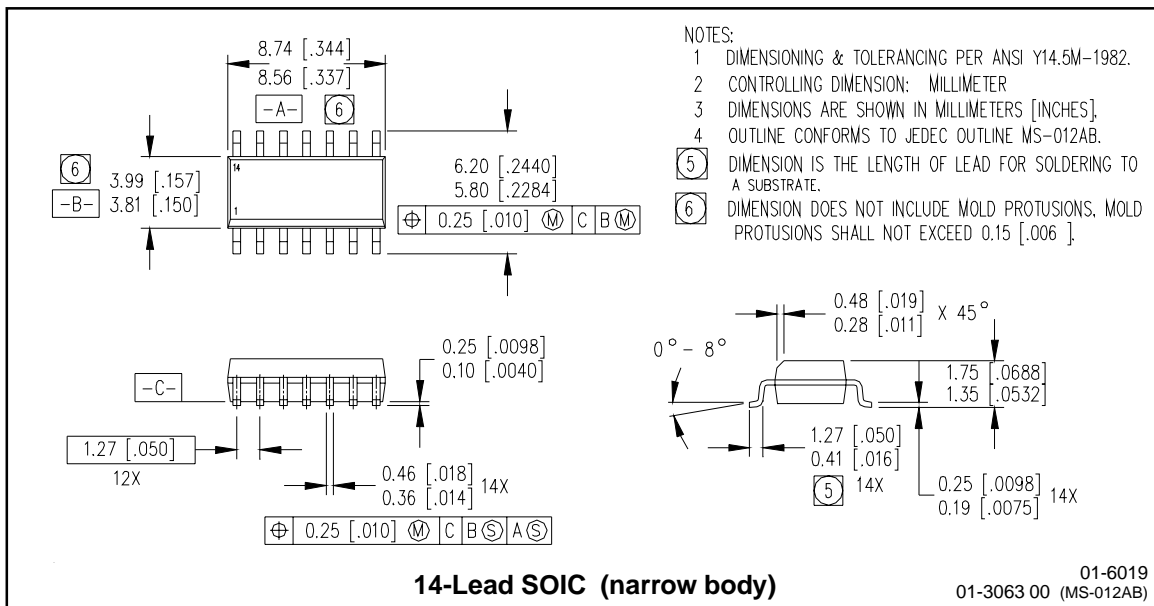 8.74 [.344]
8.56 [.337]
-A- 6
6
3.99 [.157]
3.81 [.150]
-B-
14
1
6.20 [.2440]
5.80 [.2284]
⌖ 0.25 [.010] Ⓜ C B Ⓜ
NOTES:
1 DIMENSIONING & TOLERANCING PER ANSI Y14.5M-1982.
2 CONTROLLING DIMENSION: MILLIMETER
3 DIMENSIONS ARE SHOWN IN MILLIMETERS [INCHES].
4 OUTLINE CONFORMS TO JEDEC OUTLINE MS-012AB.
5 DIMENSION IS THE LENGTH OF LEAD FOR SOLDERING TO
A SUBSTRATE.
6 DIMENSION DOES NOT INCLUDE MOLD PROTUSIONS, MOLD
PROTUSIONS SHALL NOT EXCEED 0.15 [.006 ].
-C-
0.25 [.0098]
0.10 [.0040]
1.27 [.050]
12X
0.46 [.018]
0.36 [.014] 14X
⌖ 0.25 [.010] Ⓜ C B Ⓢ A Ⓢ
0.48 [.019]
0.28 [.011] X 45°
0°- 8°
1.75 [.0688]
1.35 [.0532]
1.27 [.050]
0.41 [.016]
5 14X
0.25 [.0098]
0.19 [.0075] 14X
14-Lead SOIC (narrow body)
01-6019
01-3063 00 (MS-012AB)